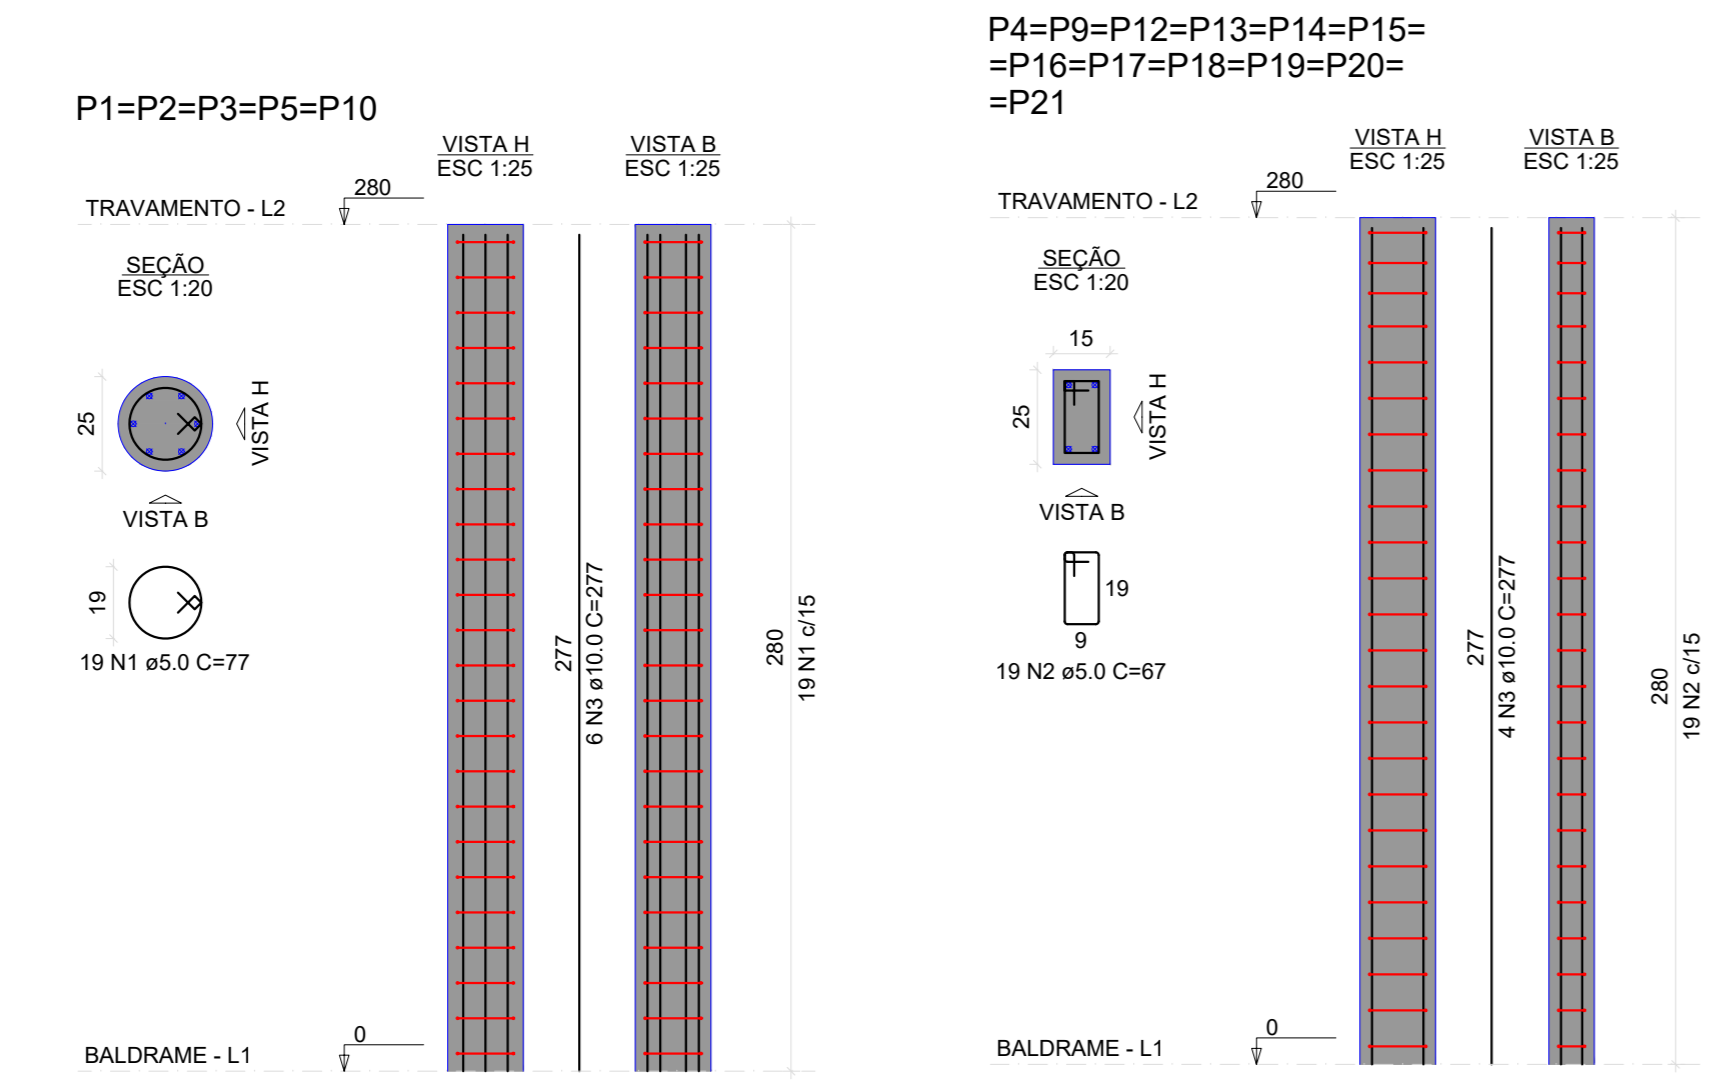 P1=P2=P3=P5=P10
VISTA H
ESC 1:25
VISTA B
ESC 1:25
280
TRAVAMENTO - L2
SEÇÃO
ESC 1:20
25
VISTA H
VISTA B
19
19 N1 ø5.0 C=77
277
6 N3 ø10.0 C=277
280
19 N1 c/15
0
BALDRAME - L1
P4=P9=P12=P13=P14=P15=
=P16=P17=P18=P19=P20=
=P21
VISTA H
ESC 1:25
VISTA B
ESC 1:25
280
TRAVAMENTO - L2
SEÇÃO
ESC 1:20
15
25
VISTA H
VISTA B
19
9
19 N2 ø5.0 C=67
277
4 N3 ø10.0 C=277
280
19 N2 c/15
0
BALDRAME - L1